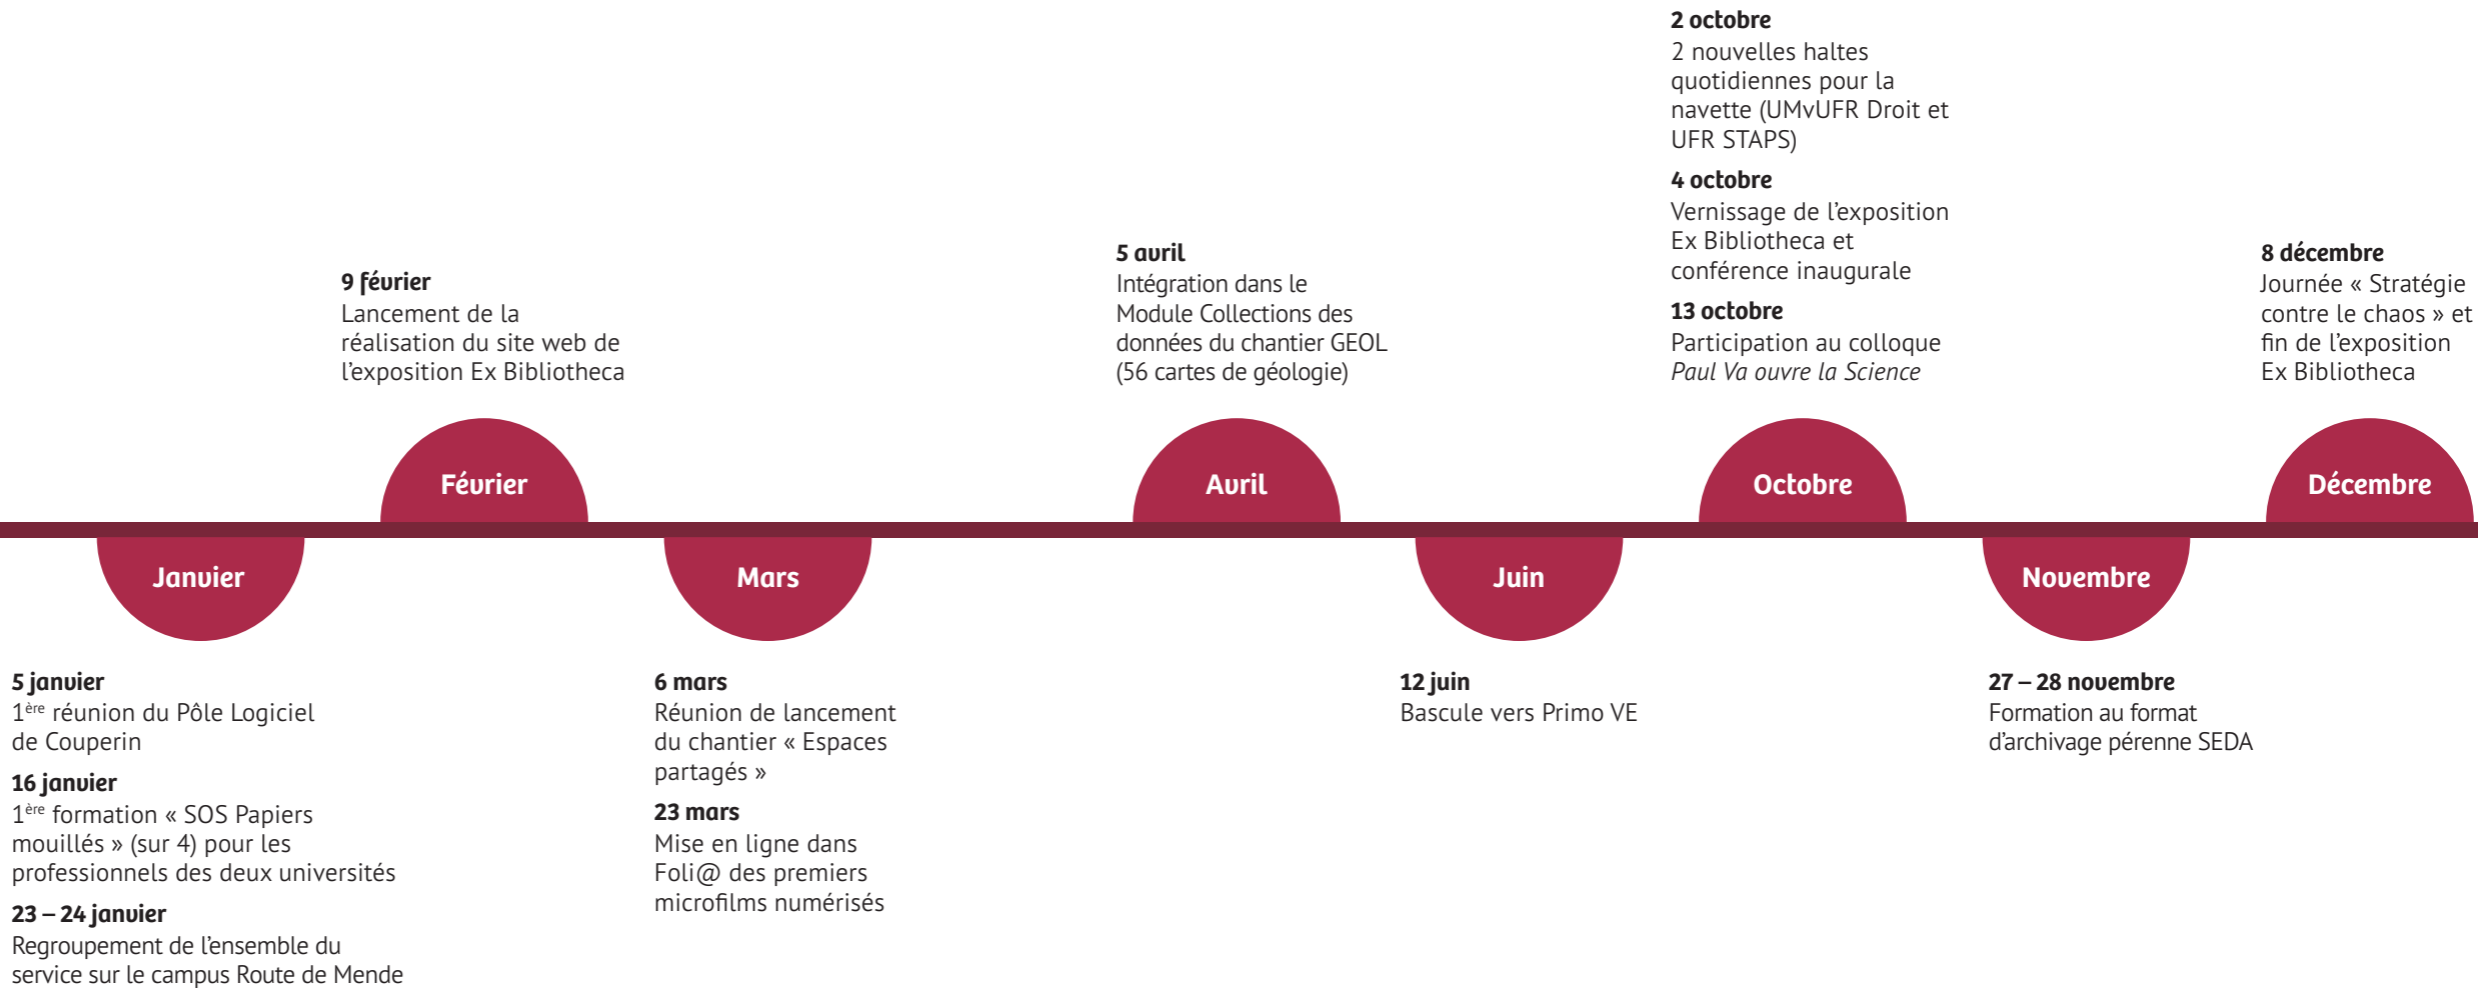 Janvier
5 janvier
1ère réunion du Pôle Logiciel
de Couperin
16 janvier
1ère formation « SOS Papiers
mouillés » (sur 4) pour les
professionnels des deux universités
23 – 24 janvier
Regroupement de l’ensemble du
service sur le campus Route de Mende
9 février
Lancement de la
réalisation du site web de
l’exposition Ex Bibliotheca
Février
Mars
6 mars
Réunion de lancement
du chantier « Espaces
partagés »
23 mars
Mise en ligne dans
Foli@ des premiers
microfilms numérisés
5 avril
Intégration dans le
Module Collections des
données du chantier GEOL
(56 cartes de géologie)
Avril
Juin
12 juin
Bascule vers Primo VE
2 octobre
2 nouvelles haltes
quotidiennes pour la
navette (UMvUFR Droit et
UFR STAPS)
4 octobre
Vernissage de l’exposition
Ex Bibliotheca et
conférence inaugurale
13 octobre
Participation au colloque
Paul Va ouvre la Science
Octobre
Novembre
27 – 28 novembre
Formation au format
d’archivage pérenne SEDA
8 décembre
Journée « Stratégie
contre le chaos » et
fin de l’exposition
Ex Bibliotheca
Décembre